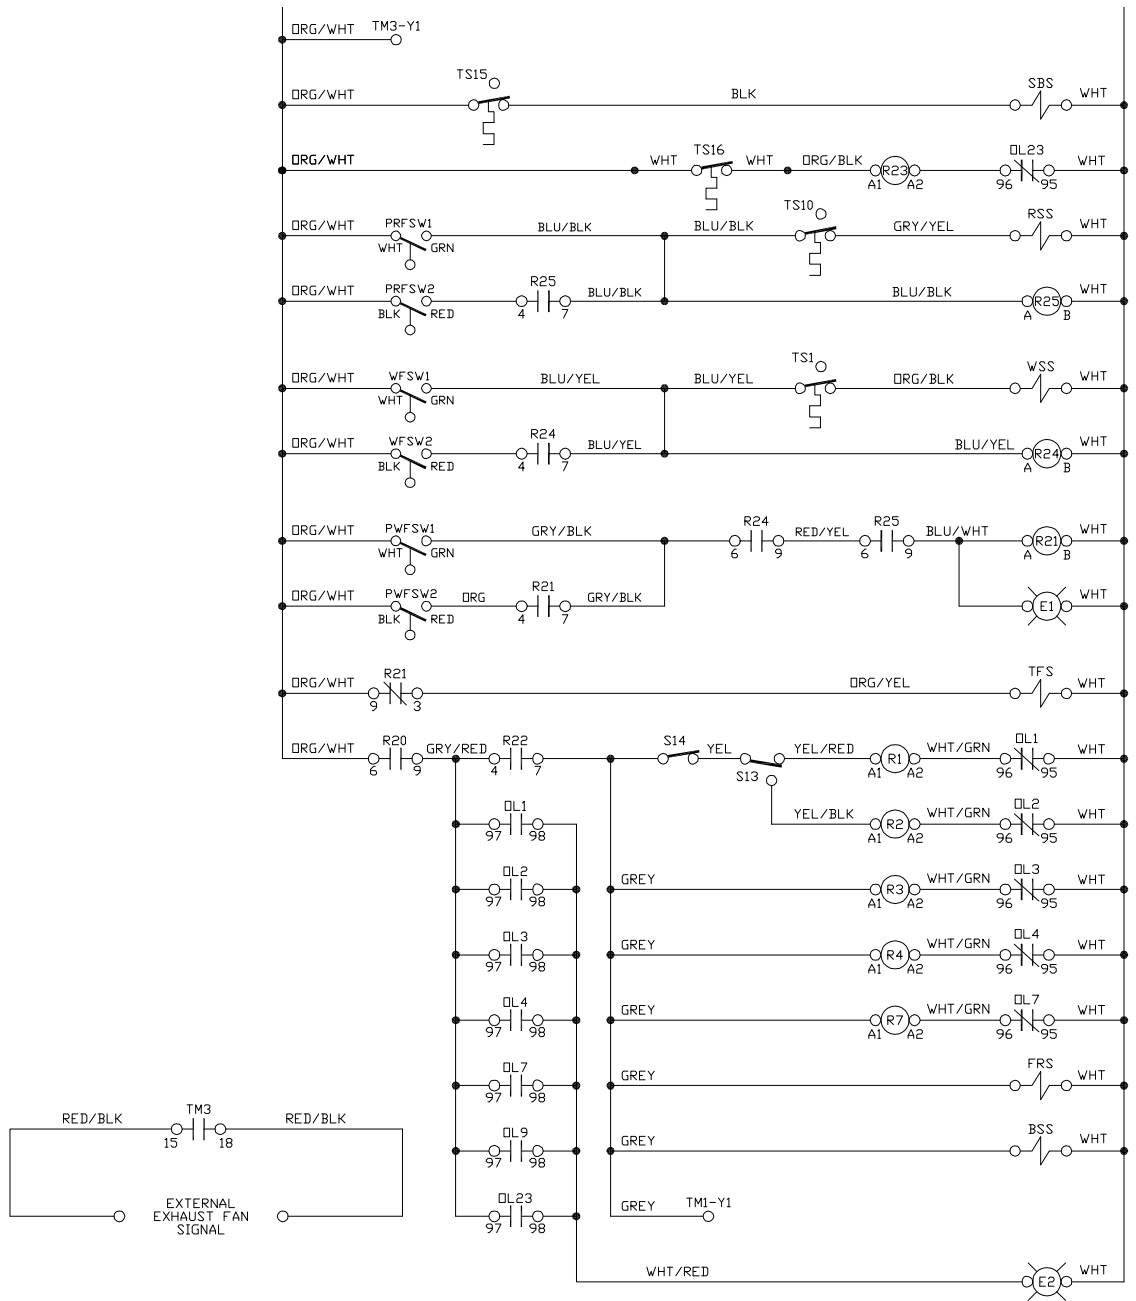 ORG/WHT TM3-Y1
TS15
ORG/WHT BLK SBS WHT
TS16 OL23
ORG/WHT WHT WHT ORG/BLK R23 WHT
A1 A2 96 95
TS10
ORG/WHT PRFSW1 BLU/BLK BLU/BLK GRY/YEL RSS WHT
WHT GRN
ORG/WHT PRFSW2 R25 BLU/BLK BLU/BLK R25 WHT
BLK RED 4 7 A B
TS1
ORG/WHT WFSW1 BLU/YEL BLU/YEL ORG/BLK WSS WHT
WHT GRN
ORG/WHT WFSW2 R24 BLU/YEL BLU/YEL R24 WHT
BLK RED 4 7 A B
ORG/WHT PWFSW1 GRY/BLK R24 RED/YEL R25 BLU/WHT R21 WHT
WHT GRN 6 9 6 9 A B
ORG/WHT PWFSW2 ORG R21 GRY/BLK E1 WHT
BLK RED 4 7
ORG/WHT R21 ORG/YEL TFS WHT
9 3
ORG/WHT R20 GRY/RED R22 S14 YEL YEL/RED R1 WHT/GRN OL1 WHT
6 9 4 7 S13 A1 A2 96 95
OL1 YEL/BLK R2 WHT/GRN OL2 WHT
97 98 A1 A2 96 95
OL2 GREY R3 WHT/GRN OL3 WHT
97 98 A1 A2 96 95
OL3 GREY R4 WHT/GRN OL4 WHT
97 98 A1 A2 96 95
OL4 GREY R7 WHT/GRN OL7 WHT
97 98 A1 A2 96 95
OL7 GREY FRS WHT
97 98
RED/BLK TM3 RED/BLK
15 18
OL9 GREY BSS WHT
97 98
OL23 GREY TM1-Y1
97 98
EXTERNAL
EXHAUST FAN
SIGNAL
WHT/RED E2 WHT